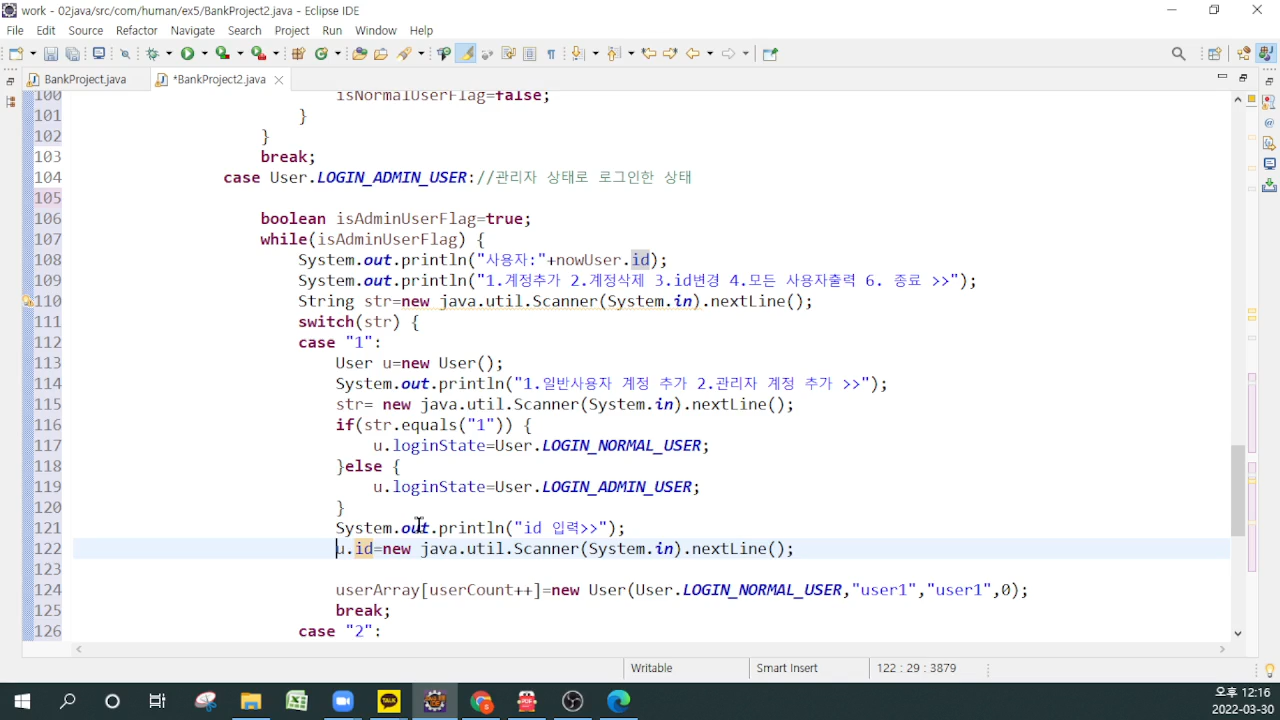 work - 02java/src/com/human/ex5/BankProject2.java - Eclipse IDE
File Edit Source Refactor Navigate Search Project Run Window Help
BankProject.java *BankProject2.java
100 isNormalUserFlag=false;
101 }
102 }
103 break;
104 case User.LOGIN_ADMIN_USER://관리자 상태로 로그인한 상태
105
106 boolean isAdminUserFlag=true;
107 while(isAdminUserFlag) {
108 System.out.println("사용자:"+nowUser.id);
109 System.out.println("1.계정추가 2.계정삭제 3.id변경 4.모든 사용자출력 6. 종료 >>");
110 String str=new java.util.Scanner(System.in).nextLine();
111 switch(str) {
112 case "1":
113 User u=new User();
114 System.out.println("1.일반사용자 계정 추가 2.관리자 계정 추가 >>");
115 str= new java.util.Scanner(System.in).nextLine();
116 if(str.equals("1")) {
117 u.loginState=User.LOGIN_NORMAL_USER;
118 }else {
119 u.loginState=User.LOGIN_ADMIN_USER;
120 }
121 System.out.println("id 입력>>");
122 u.id=new java.util.Scanner(System.in).nextLine();
123
124 userArray[userCount++]=new User(User.LOGIN_NORMAL_USER,"user1","user1",0);
125 break;
126 case "2":
Writable Smart Insert 122 : 29 : 3879
오후 12:16
2022-03-30